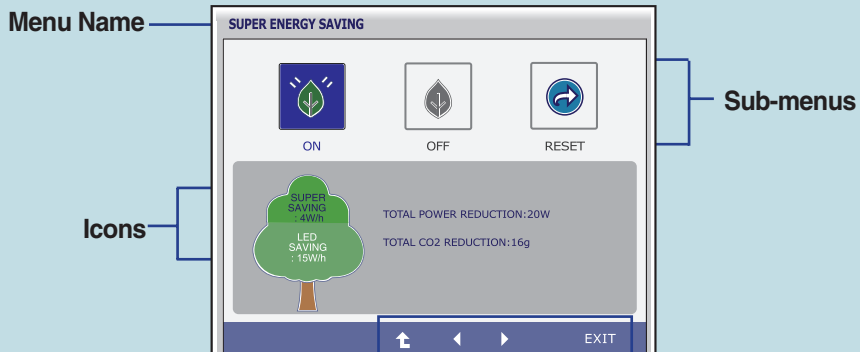 Menu Name
SUPER ENERGY SAVING
ON
OFF
RESET
Sub-menus
Icons
SUPER
SAVING
: 4W/h
LED
SAVING
: 15W/h
TOTAL POWER REDUCTION:20W
TOTAL CO2 REDUCTION:16g
EXIT